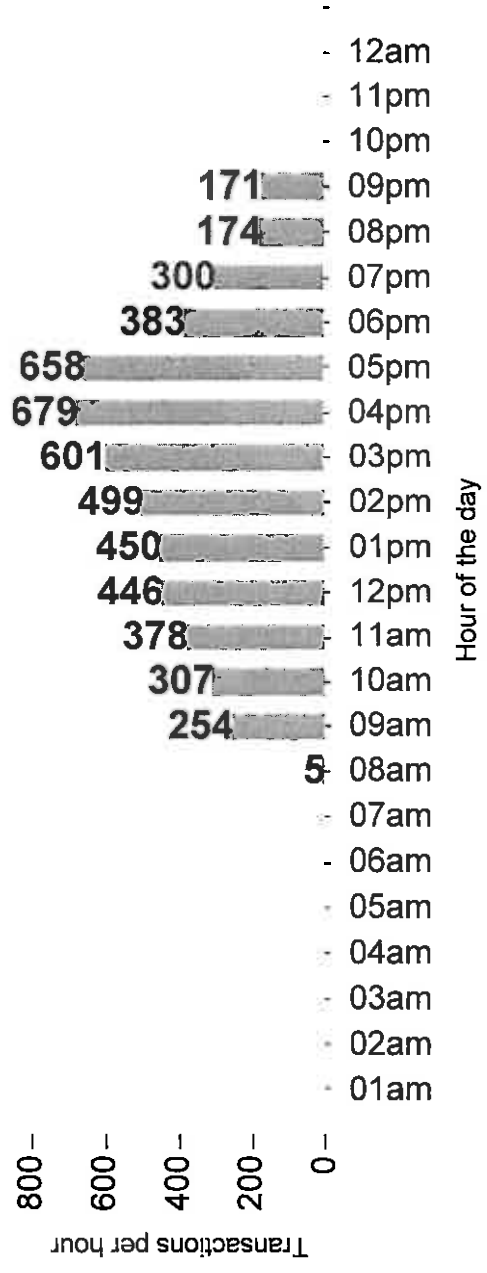 Transactions per hour
800
600
400
200
0
5
254
307
378
446
450
499
601
679
658
383
300
174
171
01am
02am
03am
04am
05am
06am
07am
08am
09am
10am
11am
12pm
01pm
02pm
03pm
04pm
05pm
06pm
07pm
08pm
09pm
10pm
11pm
12am
Hour of the day